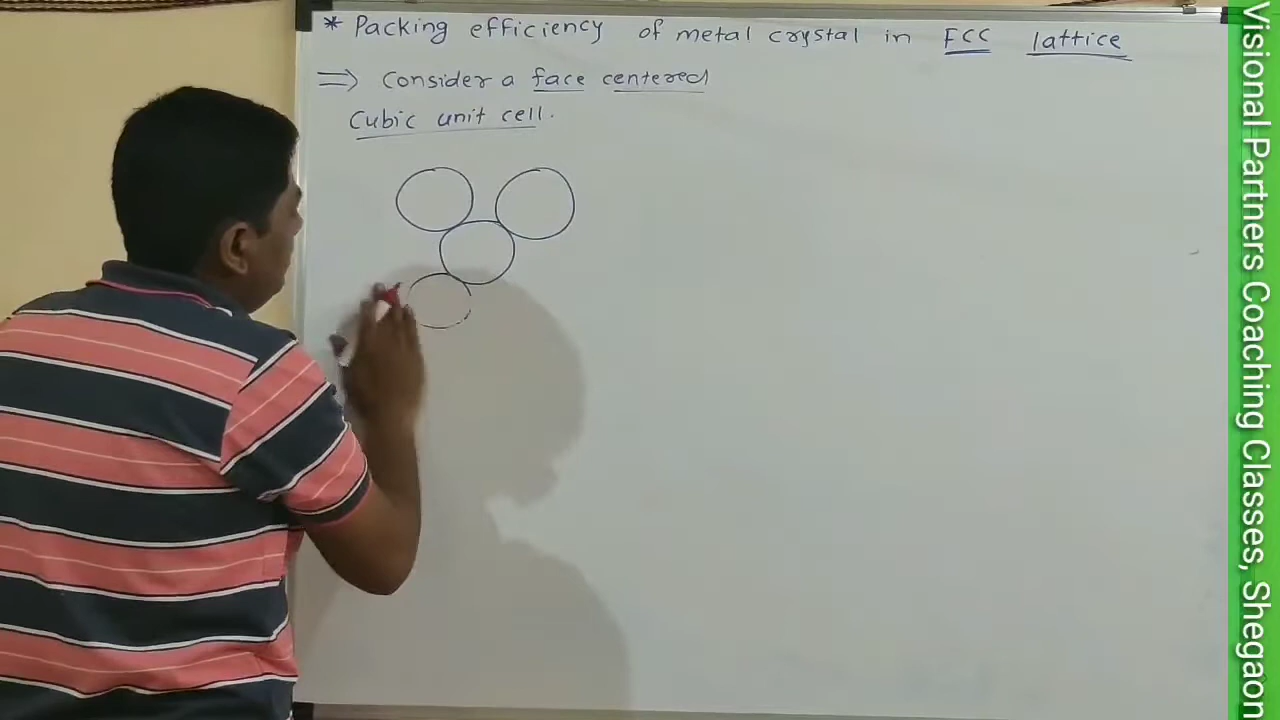 * Packing efficiency of metal crystal in FCC lattice
⇒ Consider a face centered
Cubic unit cell.
Visional Partners Coaching Classes, Shegaon